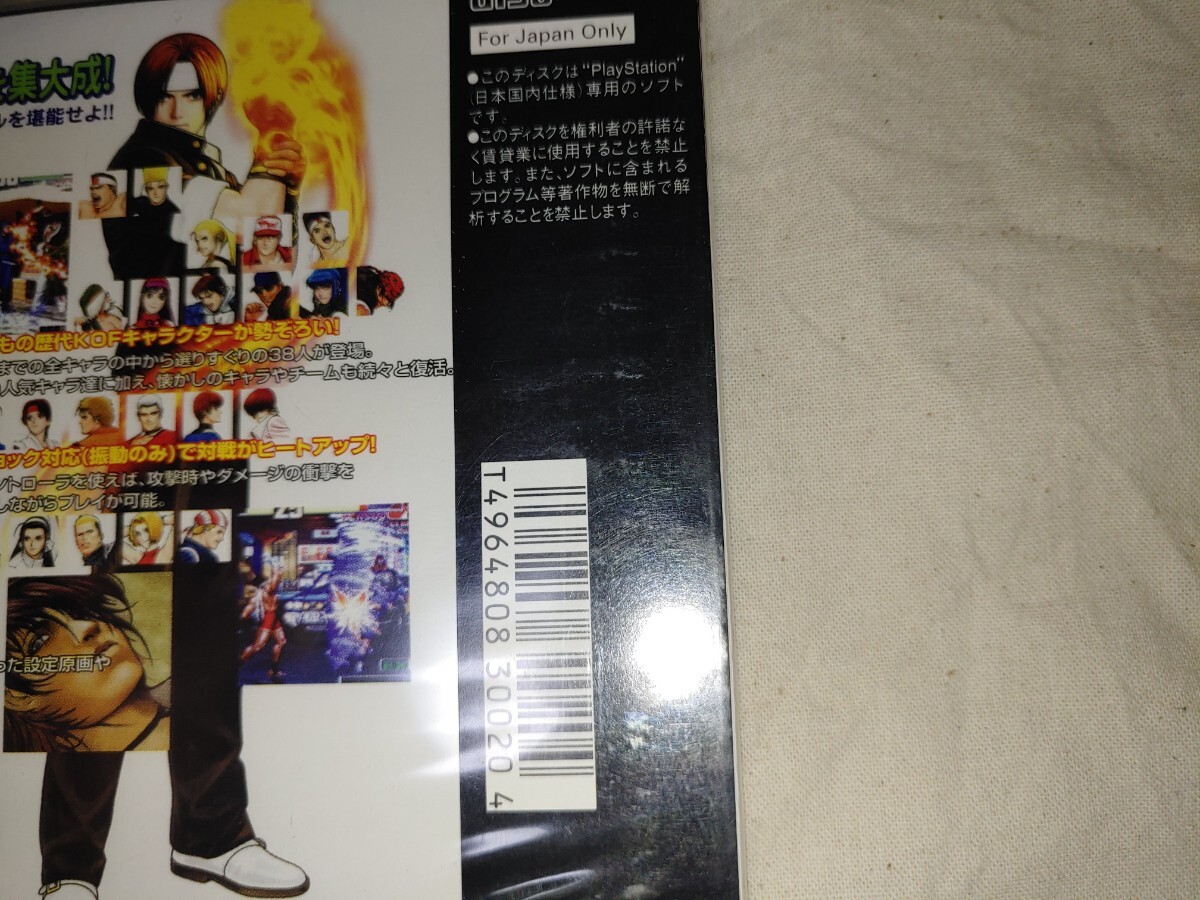 を集大成!
ルを堪能せよ!!
もの歴代KOFキャラクターが勢ぞろい!
までの全キャラの中から選りすぐりの38人が登場。
人気キャラ達に加え、懐かしのキャラやチームも続々と復活。
ョック対応(振動のみ)で対戦がヒートアップ!
ントローラを使えば、攻撃時やダメージの衝撃を
しながらプレイが可能。
った設定原画や
disc
For Japan Only
●このディスクは“PlayStation”
(日本国内仕様)専用のソフト
です。
●このディスクを権利者の許諾な
く賃貸業に使用することを禁止
します。また、ソフトに含まれる
プログラム等著作物を無断で解
析することを禁止します。
T4964808300204